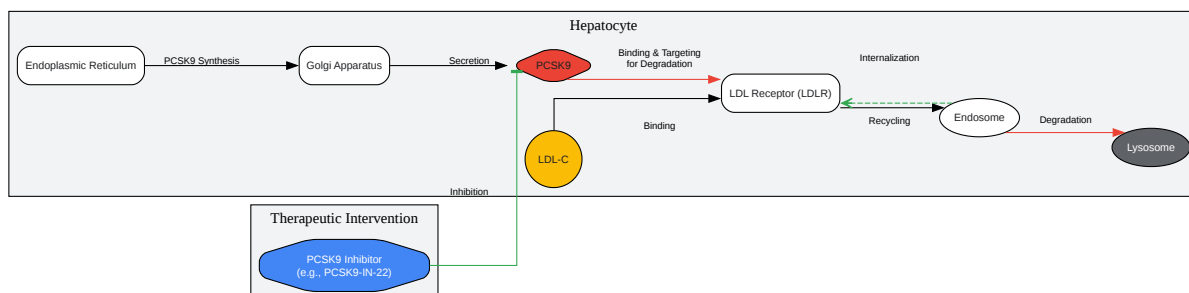 Hepatocyte
Endoplasmic Reticulum
PCSK9 Synthesis
Golgi Apparatus
Secretion
PCSK9
Binding & Targeting
for Degradation
Internalization
LDL Receptor (LDLR)
Recycling
Endosome
Degradation
Lysosome
Binding
LDL-C
Inhibition
Therapeutic Intervention
PCSK9 Inhibitor
(e.g., PCSK9-IN-22)